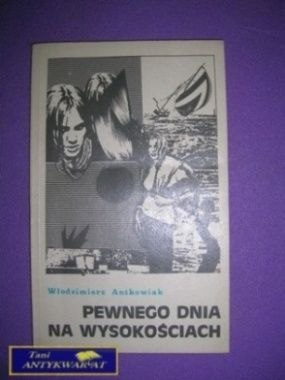 Włodzimierz Antkowiak
PEWNEGO DNIA
NA WYSOKOŚCIACH
Tani
ANTYKWARIAT